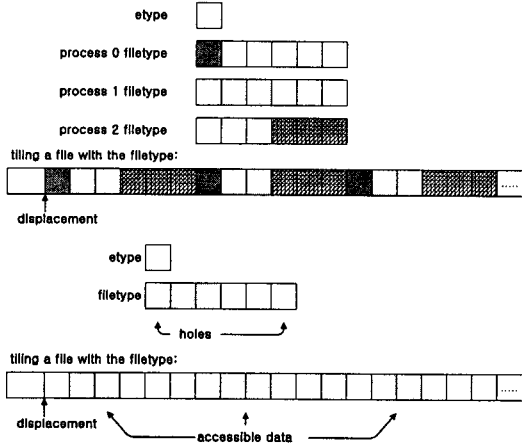 etype
process 0 filetype
process 1 filetype
process 2 filetype
tiling a file with the filetype:
.....
displacement
etype
filetype
holes
tiling a file with the filetype:
.....
displacement
accessible data